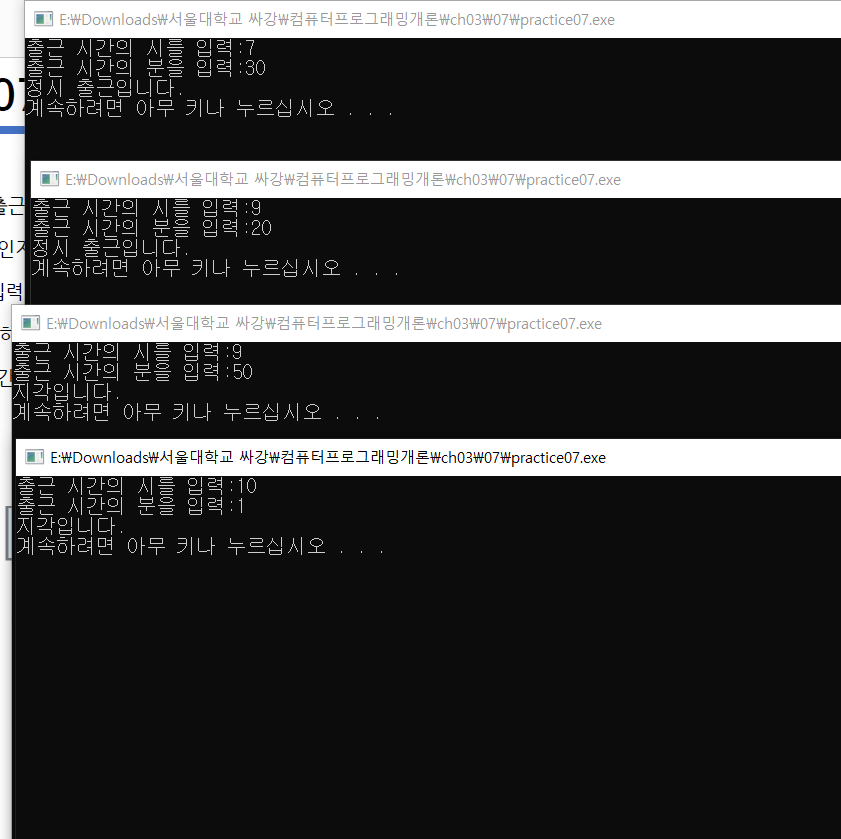 E:₩Downloads₩서울대학교 싸강₩컴퓨터프로그래밍개론₩ch03₩07₩practice07.exe
출근 시간의 시를 입력:7
출근 시간의 분을 입력:30
정시 출근입니다.
계속하려면 아무 키나 누르십시오 . . .
07
E:₩Downloads₩서울대학교 싸강₩컴퓨터프로그래밍개론₩ch03₩07₩practice07.exe
출근 시간의 시를 입력:9
출근 시간의 분을 입력:20
정시 출근입니다.
계속하려면 아무 키나 누르십시오 . . .
E:₩Downloads₩서울대학교 싸강₩컴퓨터프로그래밍개론₩ch03₩07₩practice07.exe
출근 시간의 시를 입력:9
출근 시간의 분을 입력:50
지각입니다.
계속하려면 아무 키나 누르십시오 . . .
E:₩Downloads₩서울대학교 싸강₩컴퓨터프로그래밍개론₩ch03₩07₩practice07.exe
출근 시간의 시를 입력:10
출근 시간의 분을 입력:1
지각입니다.
계속하려면 아무 키나 누르십시오 . . .